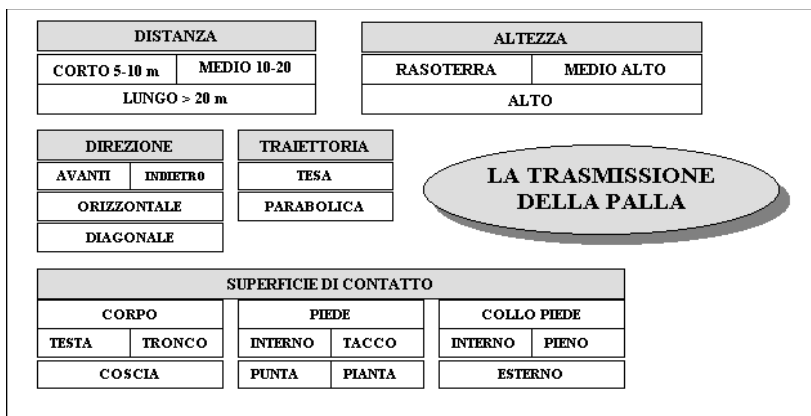 DISTANZA
CORTO 5-10 m
MEDIO 10-20
LUNGO > 20 m
ALTEZZA
RASOTERRA
MEDIO ALTO
ALTO
DIREZIONE
AVANTI
INDIETRO
ORIZZONTALE
DIAGONALE
TRAIETTORIA
TESA
PARABOLICA
LA TRASMISSIONE
DELLA PALLA
SUPERFICIE DI CONTATTO
CORPO
TESTA
TRONCO
COSCIA
PIEDE
INTERNO
TACCO
PUNTA
PIANTA
COLLO PIEDE
INTERNO
PIENO
ESTERNO